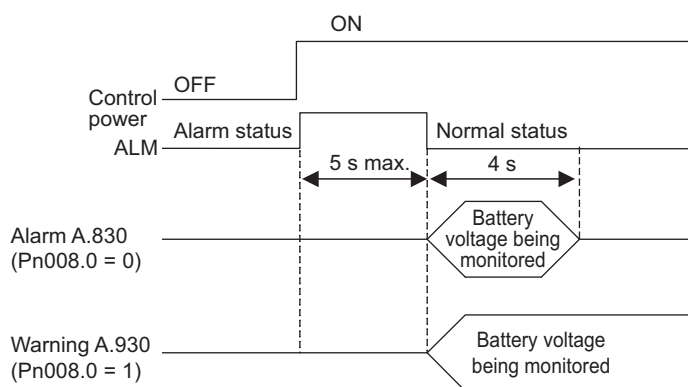 ON
OFF
Control
power
ALM
Alarm status
Normal status
5 s max.
4 s
Alarm A.830
(Pn008.0 = 0)
Battery
voltage being
monitored
Warning A.930
(Pn008.0 = 1)
Battery voltage
being monitored